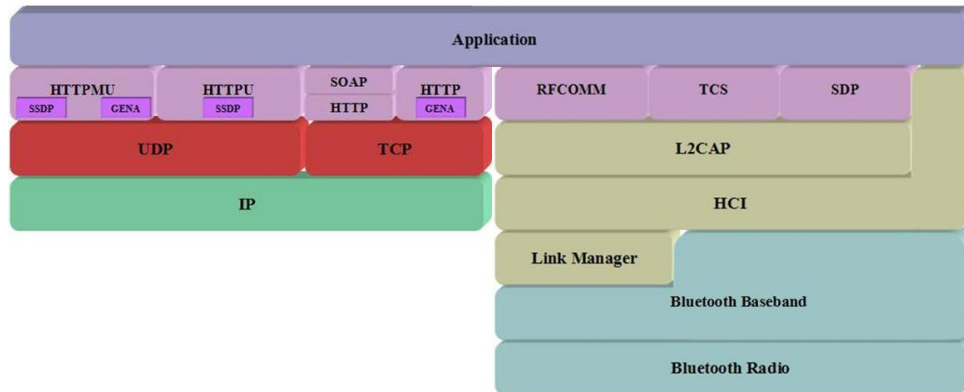 Application
HTTPMU
SSDP
GENA
HTTPU
SSDP
SOAP
HTTP
HTTP
GENA
RFCOMM
TCS
SDP
UDP
TCP
L2CAP
IP
HCI
Link Manager
Bluetooth Baseband
Bluetooth Radio